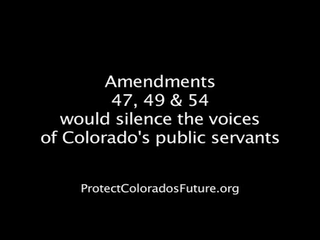 Amendments
47, 49 & 54
would silence the voices
of Colorado's public servants
ProtectColoradosFuture.org